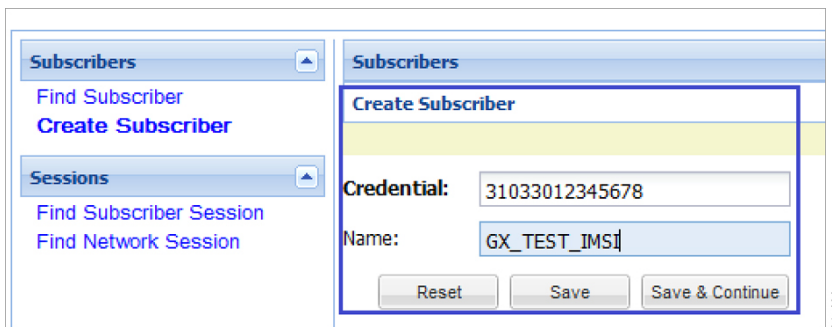 Subscribers
Find Subscriber
Create Subscriber
Sessions
Find Subscriber Session
Find Network Session
Subscribers
Create Subscriber
Credential: 31033012345678
Name: GX_TEST_IMSI
Reset Save Save & Continue